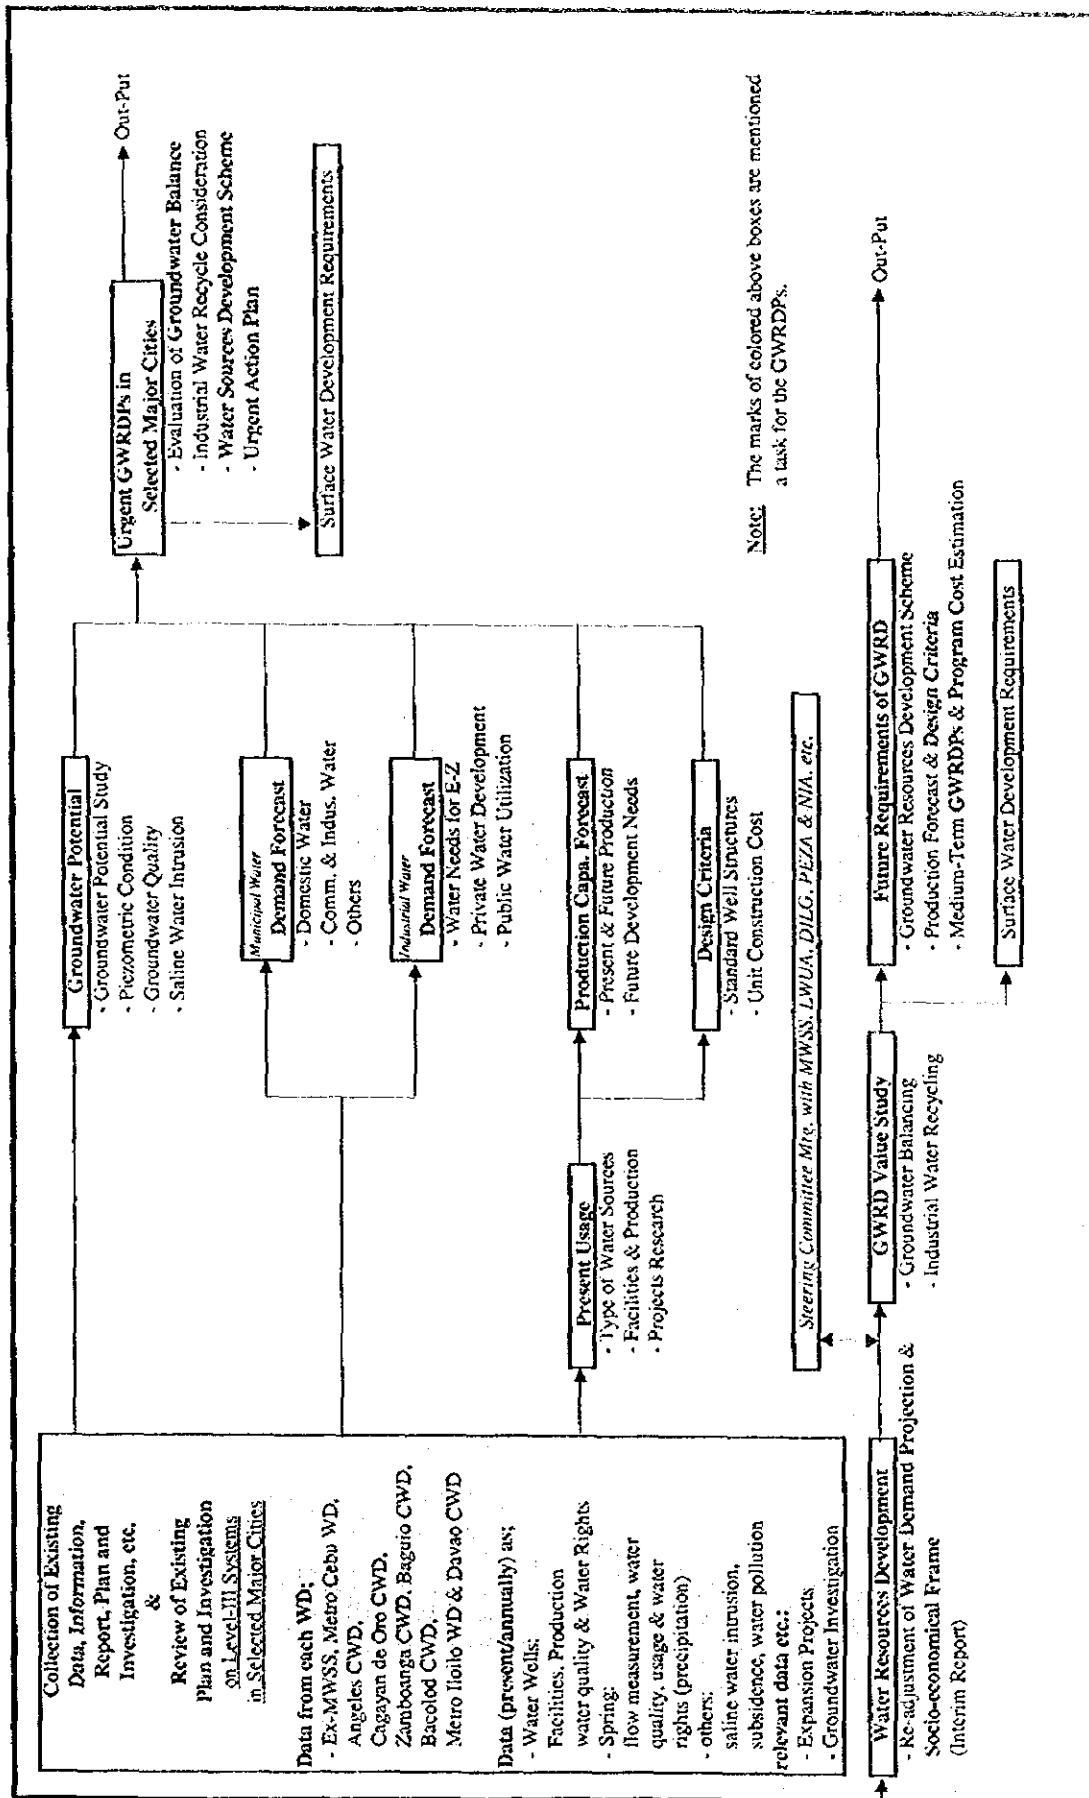 Collection of Existing
Data, Information,
Report, Plan and
Investigation, etc.
&
Review of Existing
Plan and Investigation
on Level-III Systems
in Selected Major Cities
Data from each WD;
- Ex-MWSS, Metro Cebu WD,
Angeles CWD,
Cagayan de Oro CWD,
Zamboanga CWD, Baguio CWD,
Bacolod CWD,
Metro Iloilo WD & Davao CWD
Data (present/annually) as;
- Water Wells;
Facilities, Production
water quality & Water Rights
- Spring;
flow measurement, water
quality, usage & water
rights (precipitation)
- others;
saline water intrusion,
subsidence, water pollution
relevant data etc.;
- Expansion Projects
- Groundwater Investigation
Groundwater Potential
- Groundwater Potential Study
- Piezometric Condition
- Groundwater Quality
- Saline Water Intrusion
Municipal Water
Demand Forecast
- Domestic Water
- Comm. & Indus. Water
- Others
Industrial Water
Demand Forecast
- Water Needs for E-Z
- Private Water Development
- Public Water Utilization
Present Usage
- Type of Water Sources
- Facilities & Production
- Projects Research
Production Capa. Forecast
- Present & Future Production
- Future Development Needs
Design Criteria
- Standard Well Structures
- Unit Construction Cost
Urgent GWRDPs in
Selected Major Cities
- Evaluation of Groundwater Balance
- Industrial Water Recycle Consideration
- Water Sources Development Scheme
- Urgent Action Plan
Out-Put
Surface Water Development Requirements
Note: The marks of colored above boxes are mentioned
a task for the GWRDPs.
Steering Committee Mtg. with MWSS, LWUA, DILG, PEZA & NIA. etc.
Water Resources Development
- Re-adjustment of Water Demand Projection &
Socio-economical Frame
(Interim Report)
GWRD Value Study
- Groundwater Balancing
- Industrial Water Recycling
Future Requirements of GWRD
- Groundwater Resources Development Scheme
- Production Forecast & Design Criteria
- Medium-Term GWRDPs & Program Cost Estimation
Out-Put
Surface Water Development Requirements